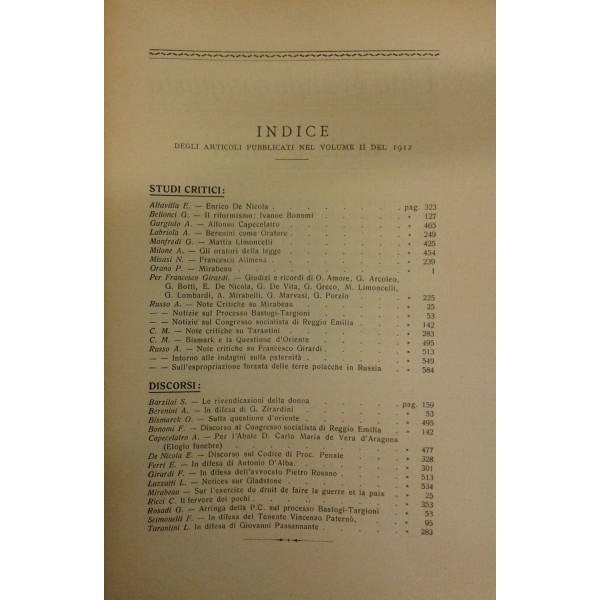 INDICE
DEGLI ARTICOLI PUBBLICATI NEL VOLUME II DEL 1912
STUDI CRITICI:
Altavilla E. — Enrico De Nicola . . . . . . . pag. 323
Bellonci G. — Il riformismo: Ivanoe Bonomi . . . . . » 127
Gargiulo A. — Alfonso Capecelatro . . . . . . » 465
Labriola A. — Berenini come Oratore . . . . . . » 249
Manfredi G. — Mattia Limoncelli . . . . . . » 425
Milone A. — Gli oratori della legge . . . . . . » 454
Misasi N. — Francesco Alimena . . . . . . » 239
Orano P. — Mirabeau . . . . . . . . » 1
Per Francesco Girardi. — Giudizi e ricordi di O. Amore, G. Arcoleo,
G. Botti, E. De Nicola, G. De Vita, G. Greco, M. Limoncelli,
G. Lombardi, A. Mirabelli, G. Marvasi, G. Porzio . . » 225
Russo A. — Note Critiche su Mirabeau . . . . . » 25
— — Notizie sul Processo Bastogi-Targioni . . . . » 53
— — Notizie sul Congresso socialista di Reggio Emilia . . » 142
C. M. — Note critiche su Tarantini . . . . . . » 283
C. M. — Bismark e la Questione d'Oriente . . . . . » 495
Russo A. — Note critiche su Francesco Girardi . . . . » 513
— — Intorno alle indagini sulla paternità . . . . . » 549
— — Sull'espropriazione forzata delle terre polacche in Russia . » 584
DISCORSI:
Barzilai S. — Le rivendicazioni della donna . . . . pag. 159
Berenini A. — In difesa di G. Zirardini . . . . . » 53
Bismarck O. — Sulla questione d'oriente . . . . . » 495
Bonomi F. — Discorso al Congresso socialista di Reggio Emilia . » 142
Capecelatro A. — Per l'Abate D. Carlo Maria de Vera d'Aragona
(Elogio funebre) . . . . . . . . » 477
De Nicola E. — Discorso sul Codice di Proc. Penale . . . » 328
Ferri E. — In difesa di Antonio D'Alba. . . . . . » 301
Girardi F. — In difesa dell'avvocato Pietro Rosano . . . » 513
Luzzatti L. — Notices sur Gladstone . . . . . . » 534
Mirabeau — Sur l'exercice du droit de faire la guerre et la paix . » 25
Ricci C. Il fervore dei pochi . . . . . . . » 353
Rosadi G. — Arringa della P.C. sul processo Bastogi-Targioni . » 53
Scimonelli F. — In difesa del Tenente Vincenzo Paternò, . . » 95
Tarantini L. In difesa di Giovanni Passannante . . . . » 283